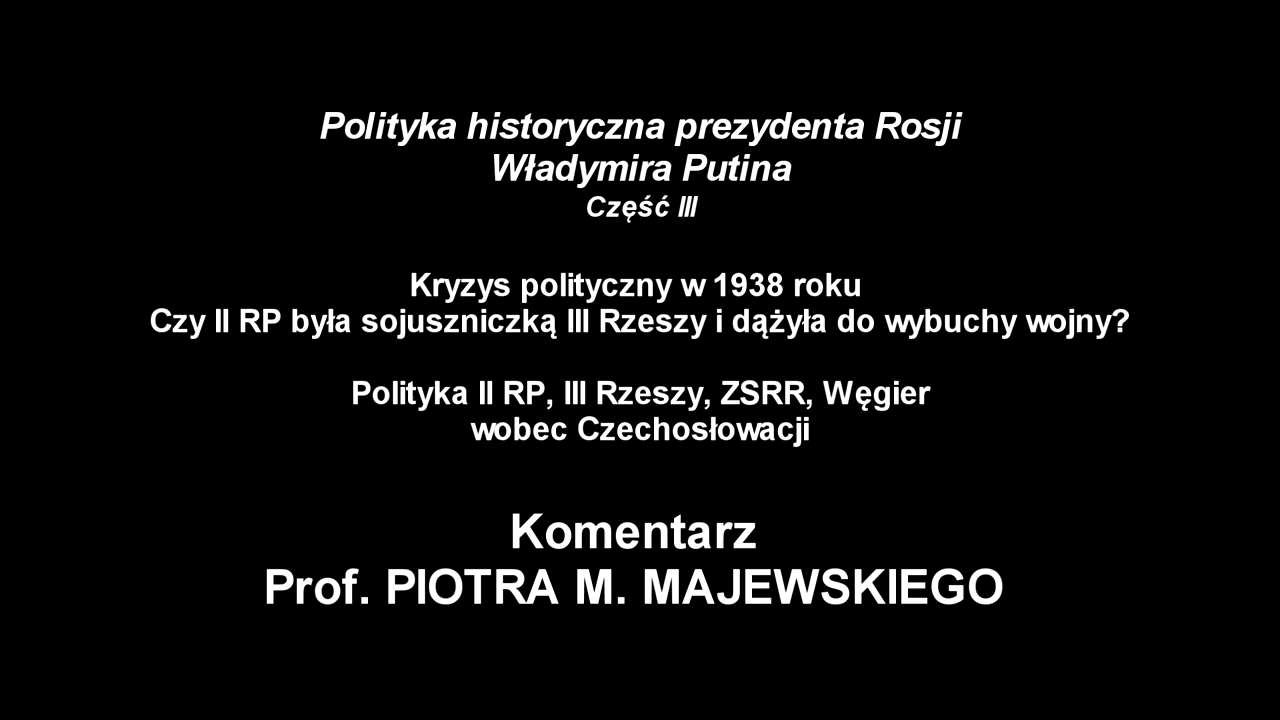 Polityka historyczna prezydenta Rosji
Władymira Putina
Część III
Kryzys polityczny w 1938 roku
Czy II RP była sojuszniczką III Rzeszy i dążyła do wybuchy wojny?
Polityka II RP, III Rzeszy, ZSRR, Węgier
wobec Czechosłowacji
Komentarz
Prof. PIOTRA M. MAJEWSKIEGO